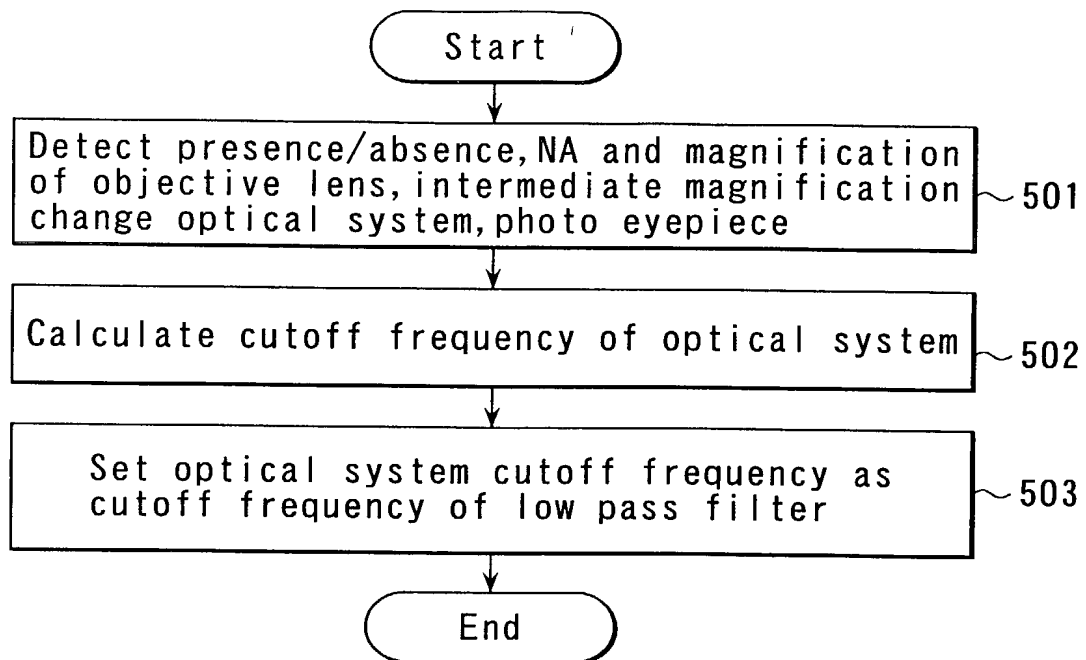 Start
Detect presence/absence, NA and magnification
of objective lens, intermediate magnification
change optical system, photo eyepiece
501
Calculate cutoff frequency of optical system
502
Set optical system cutoff frequency as
cutoff frequency of low pass filter
503
End